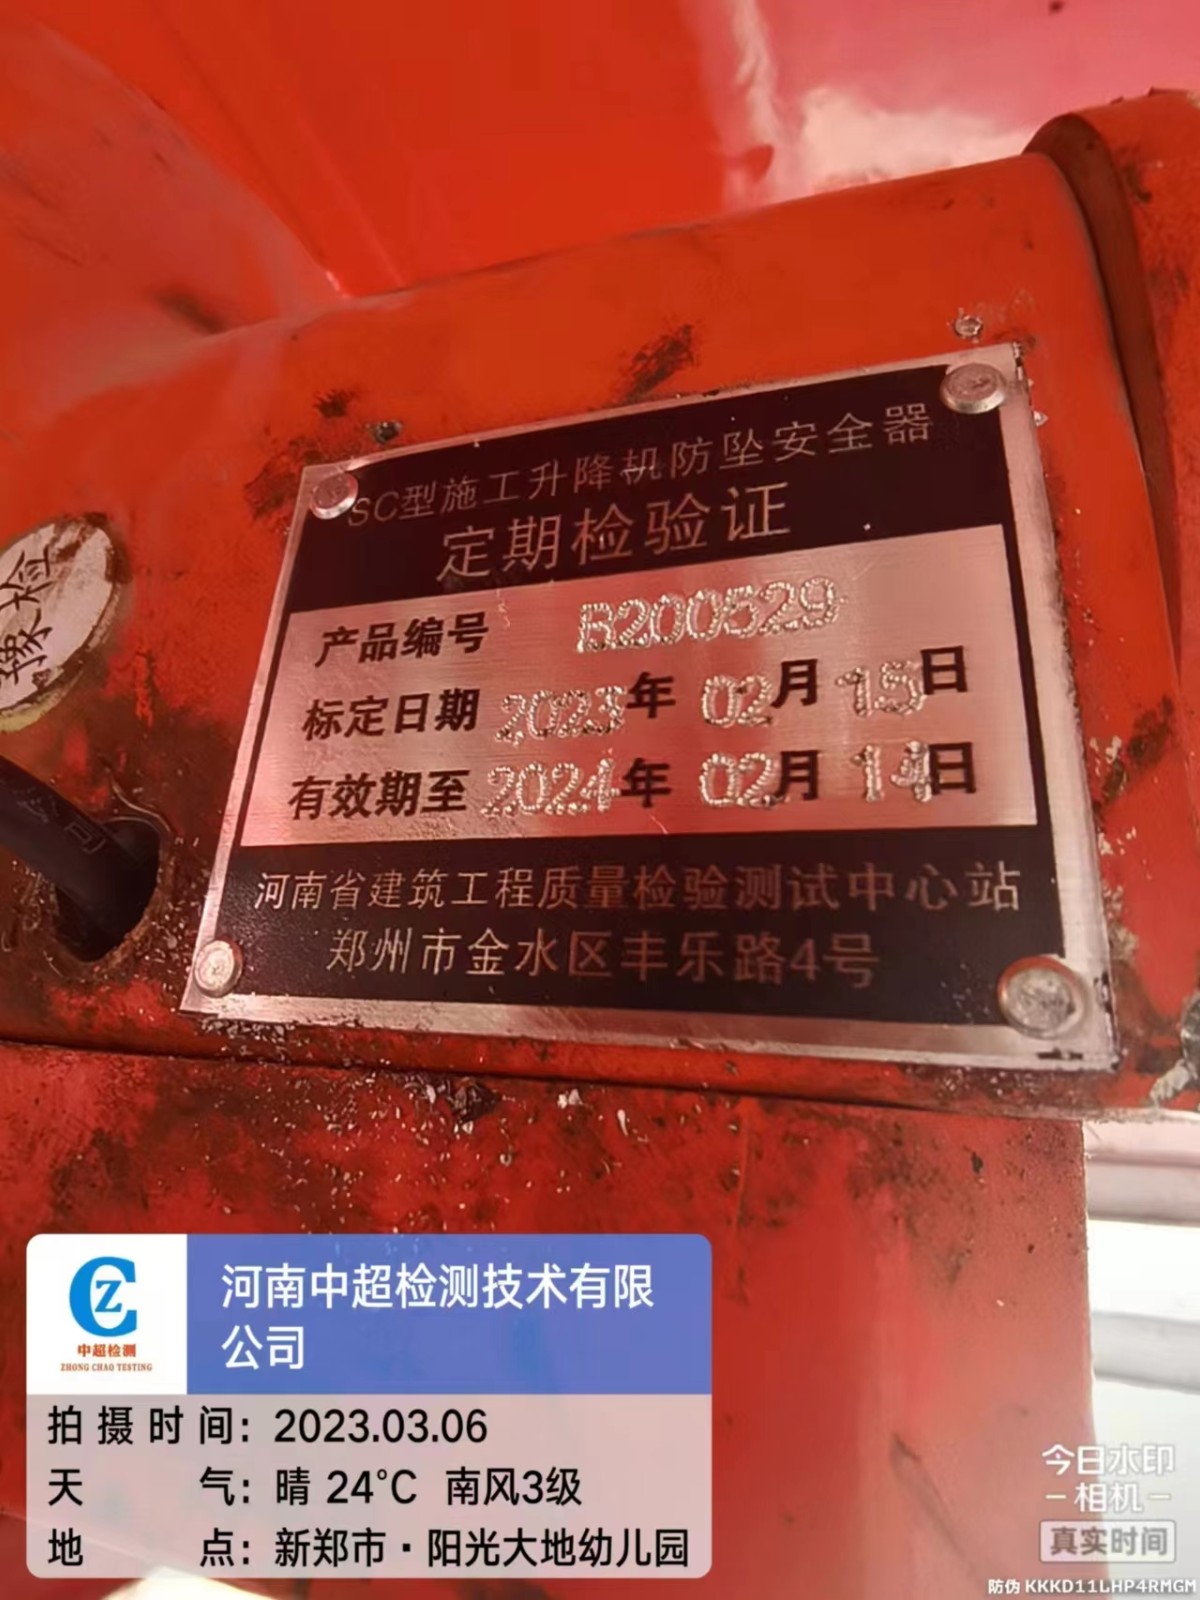 SC型施工升降机防坠安全器
定期检验证
产品编号 B200529
标定日期 2023年 02月 15日
有效期至 2024年 02月 14日
河南省建筑工程质量检验测试中心站
郑州市金水区丰乐路4号
豫检
CZ
中超检测
ZHONG CHAO TESTING
河南中超检测技术有限
公司
拍摄时间: 2023.03.06
天气: 晴 24℃ 南风3级
地点: 新郑市·阳光大地幼儿园
今日水印
-相机-
真实时间
防伪 KKKD11LHP4RMGM